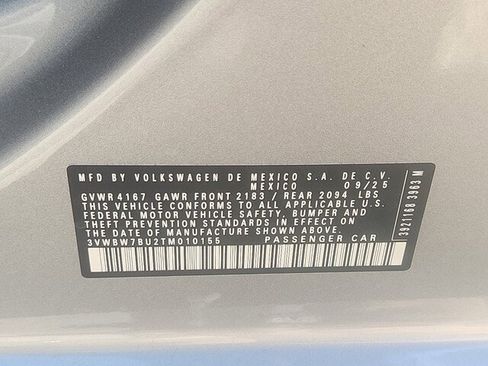 MFD BY VOLKSWAGEN DE MEXICO S.A. DE C.V.
MEXICO 09/25
GVWR 4167 GAWR FRONT 2183 / REAR 2094 LBS
THIS VEHICLE CONFORMS TO ALL APPLICABLE U.S.
FEDERAL MOTOR VEHICLE SAFETY, BUMPER AND
THEFT PREVENTION STANDARDS IN EFFECT ON
THE DATE OF MANUFACTURE SHOWN ABOVE.
3VWBW7BU2TM010155 PASSENGER CAR
3921168 3963 M